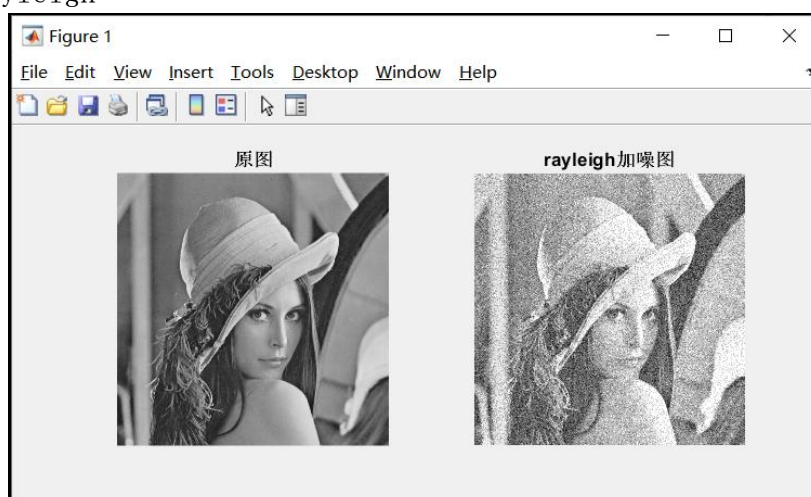 Figure 1
File Edit View Insert Tools Desktop Window Help
原图
rayleigh加噪图